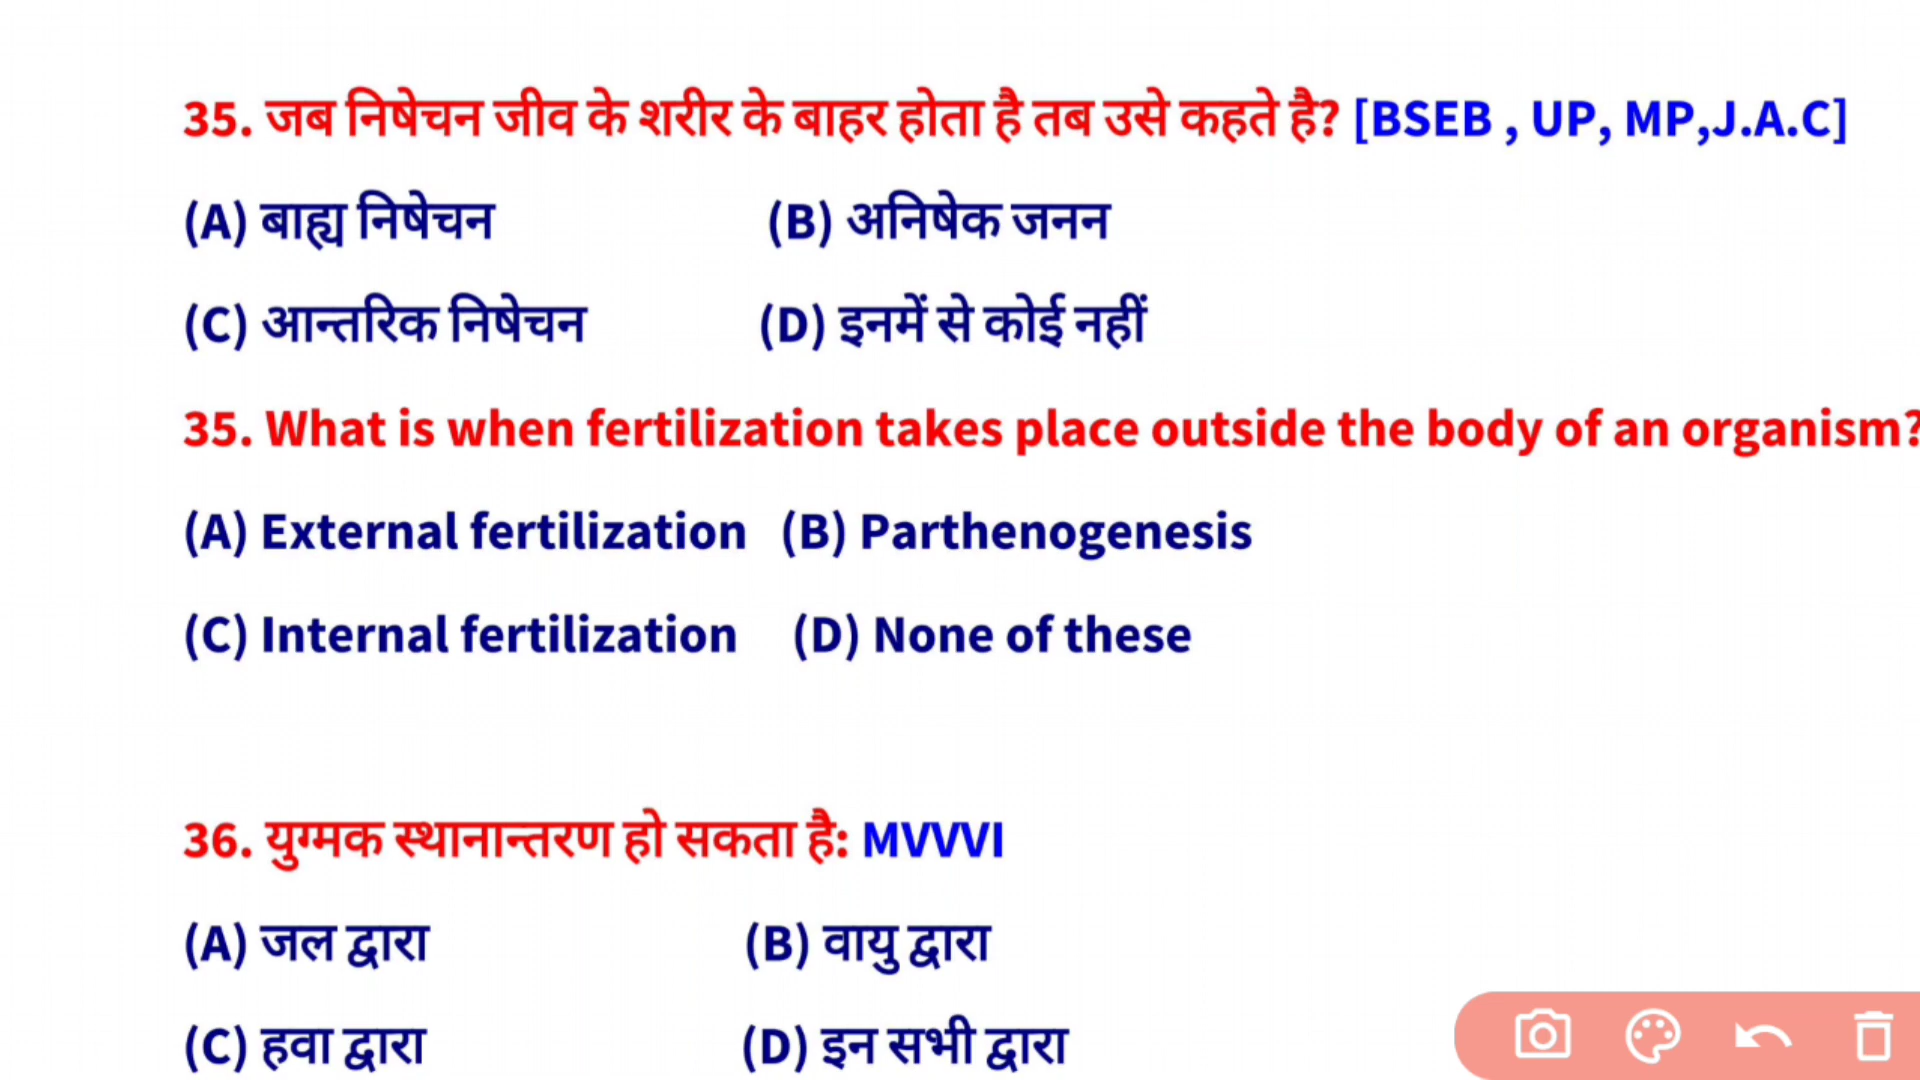 35. जब निषेचन जीव के शरीर के बाहर होता है तब उसे कहते है? [BSEB , UP, MP,J.A.C]
(A) बाह्य निषेचन (B) अनिषेक जनन
(C) आन्तरिक निषेचन (D) इनमें से कोई नहीं
35. What is when fertilization takes place outside the body of an organism?
(A) External fertilization (B) Parthenogenesis
(C) Internal fertilization (D) None of these
36. युग्मक स्थानान्तरण हो सकता है: MVVVI
(A) जल द्वारा (B) वायु द्वारा
(C) हवा द्वारा (D) इन सभी द्वारा